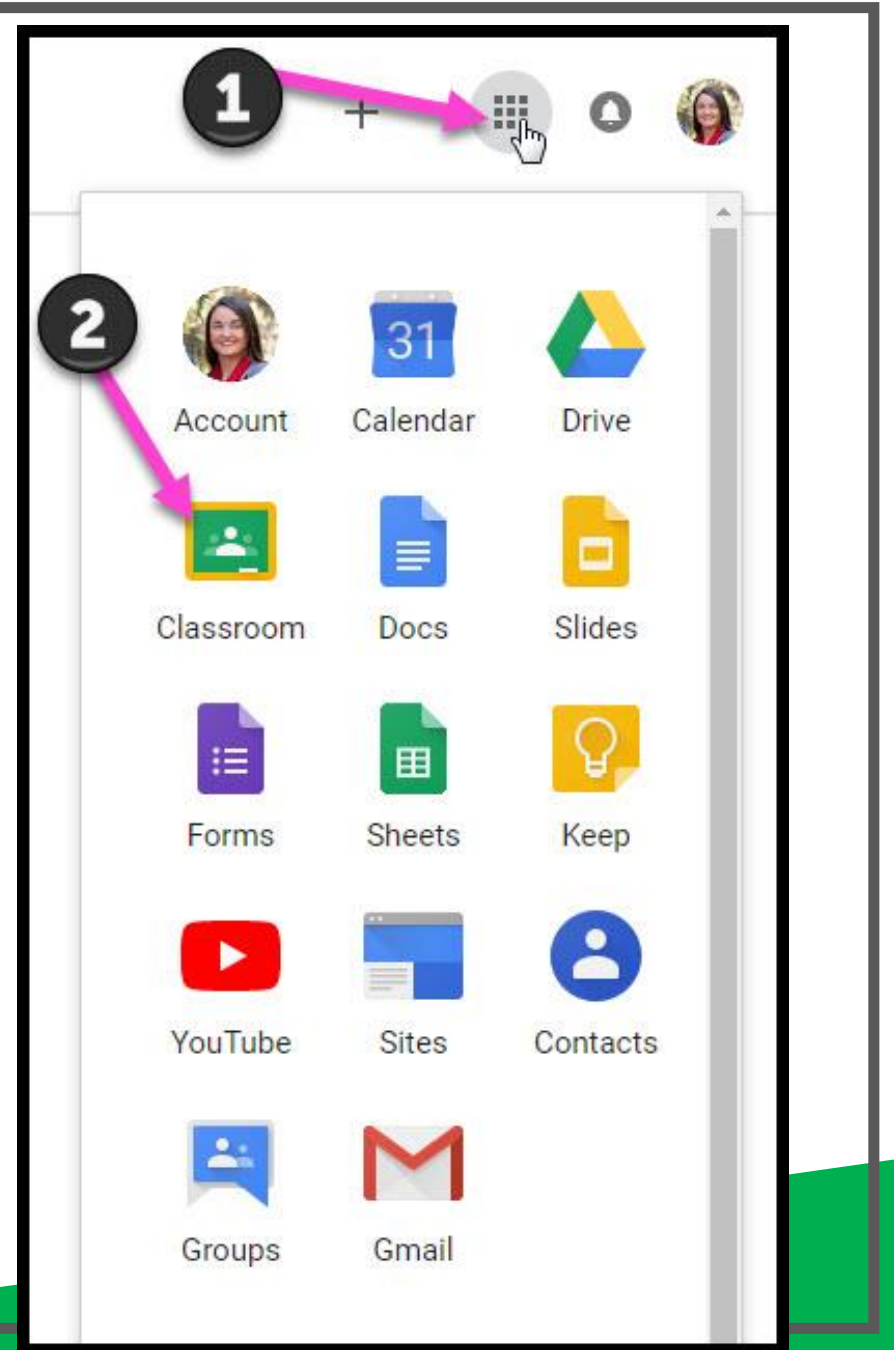 1
2
31
Account Calendar Drive
Classroom Docs Slides
Forms Sheets Keep
YouTube Sites Contacts
Groups Gmail